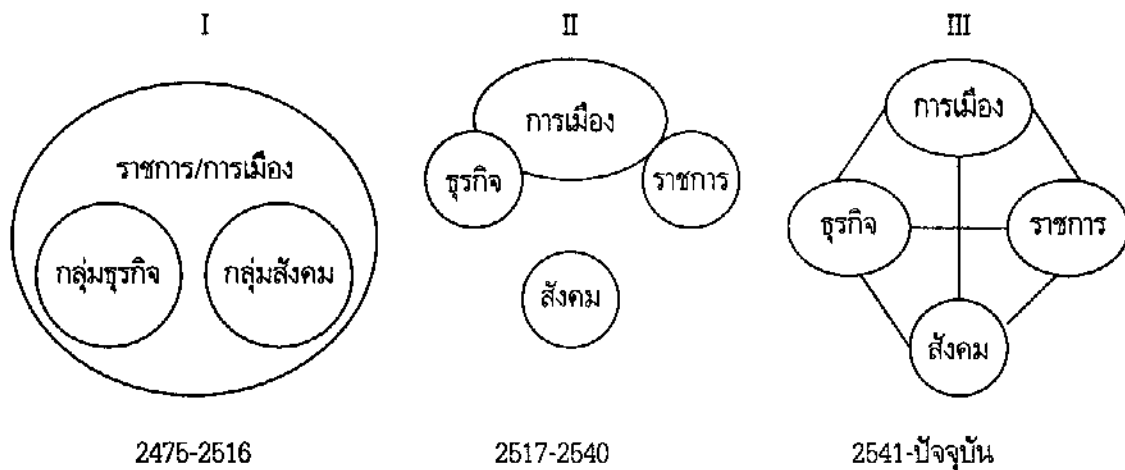 I
ราชการ/การเมือง
กลุ่มธุรกิจ
กลุ่มสังคม
2475-2516
II
การเมือง
ธุรกิจ
ราชการ
สังคม
2517-2540
III
การเมือง
ธุรกิจ
ราชการ
สังคม
2541-ปัจจุบัน